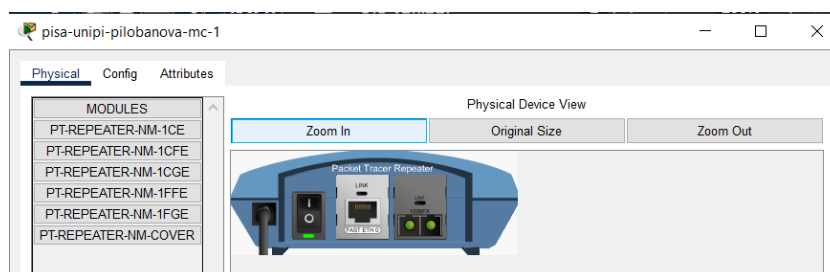 pisa-unipi-pilobanova-mc-1
Physical Config Attributes
MODULES
PT-REPEATER-NM-1CE
PT-REPEATER-NM-1CFE
PT-REPEATER-NM-1CGE
PT-REPEATER-NM-1FFE
PT-REPEATER-NM-1FGE
PT-REPEATER-NM-COVER
Physical Device View
Zoom In Original Size Zoom Out
Packet Tracer Repeater
LINK
LINK
100bFX
FAST ETH 0